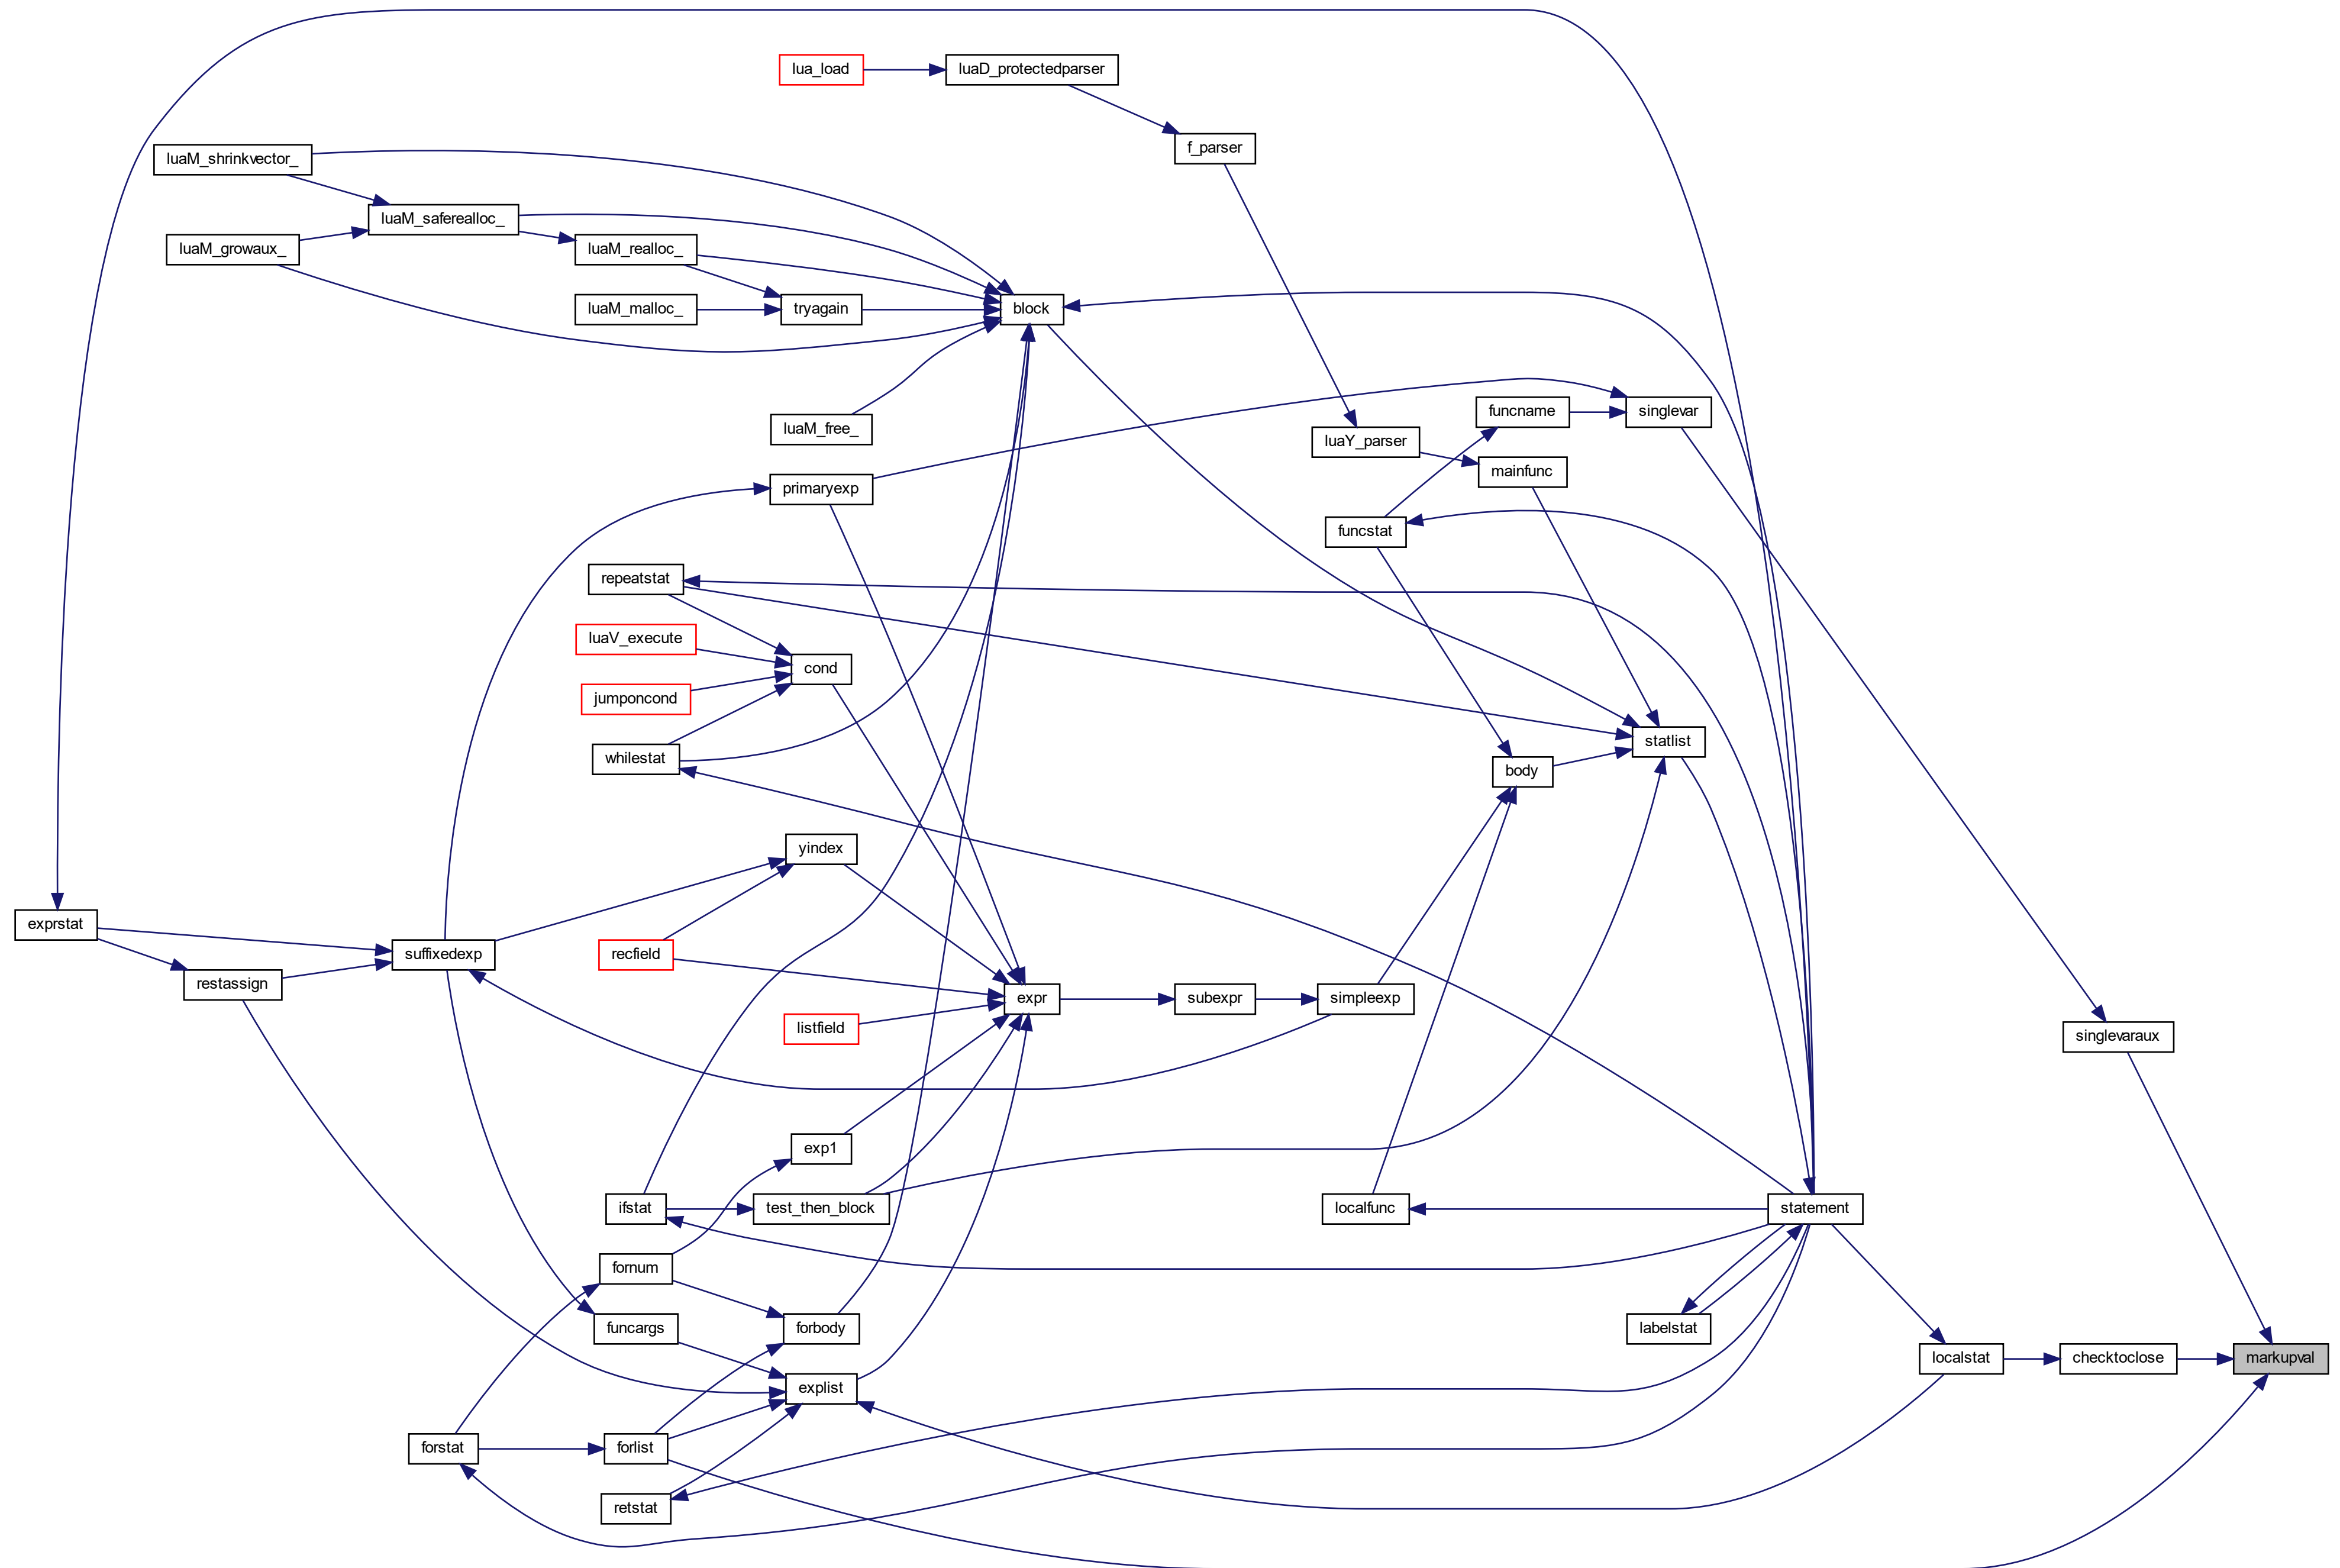 lua_load
luaD_protectedparser
f_parser
luaM_shrinkvector_
luaM_saferealloc_
luaM_growaux_
luaM_realloc_
luaM_malloc_
tryagain
block
luaM_free_
funcname
singlevar
luaY_parser
mainfunc
primaryexp
funcstat
repeatstat
luaV_execute
cond
jumponcond
whilestat
statlist
body
yindex
exprstat
suffixedexp
recfield
restassign
expr
subexpr
simpleexp
listfield
singlevaraux
exp1
ifstat
test_then_block
localfunc
statement
fornum
funcargs
forbody
labelstat
localstat
checktoclose
markupval
explist
forstat
forlist
retstat